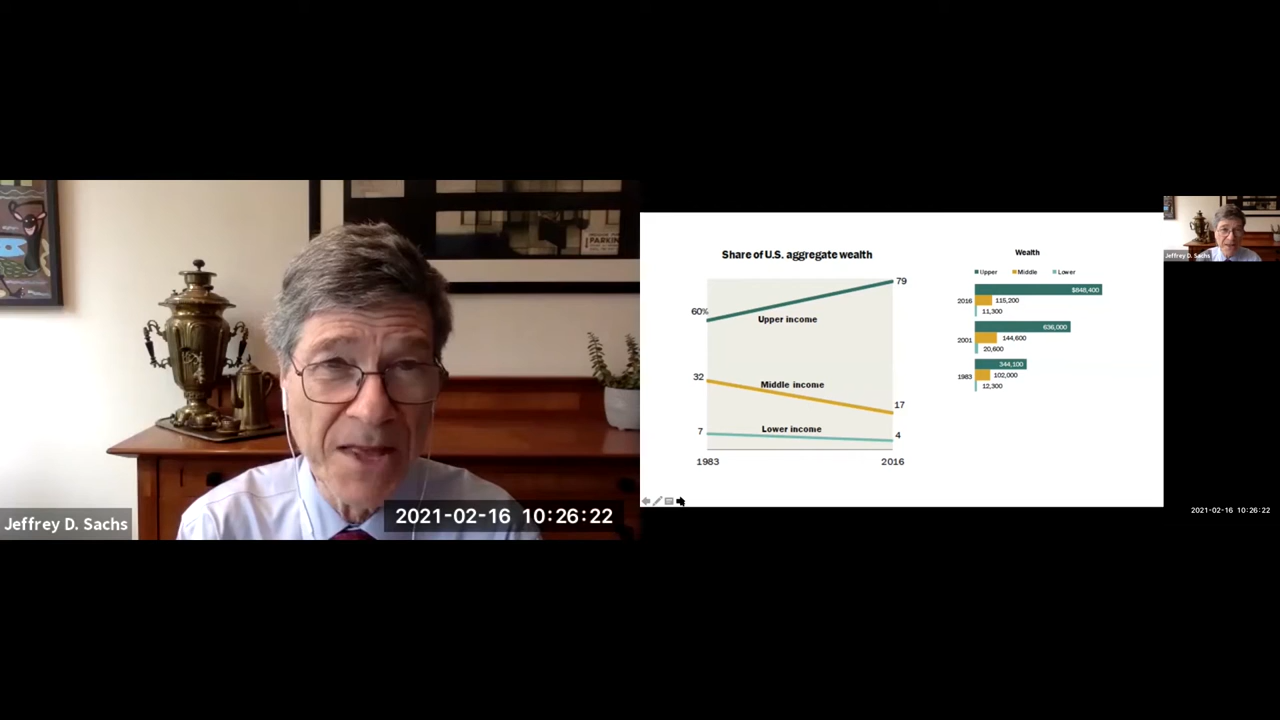 PARKIN
Jeffrey D. Sachs
2021-02-16 10:26:22
Share of U.S. aggregate wealth
60%
79
Upper income
32
Middle income
17
7
Lower income
4
1983
2016
Wealth
Upper
Middle
Lower
2016
$848,400
115,200
11,300
2001
636,000
144,600
20,600
1983
344,100
102,000
12,300
Jeffrey D. Sachs
2021-02-16 10:26:22